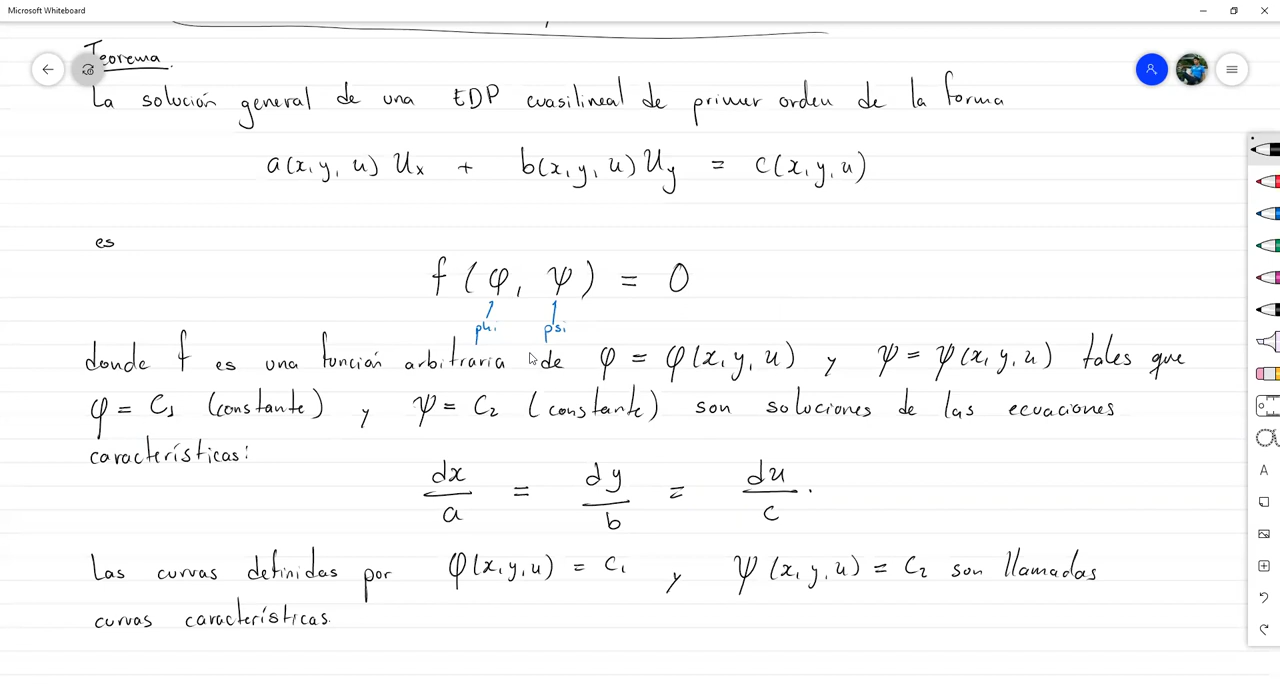 Microsoft Whiteboard
Teorema.
La solución general de una EDP cuasilineal de primer orden de la forma
a(x,y,u) Ux + b(x,y,u) Uy = c(x,y,u)
es
f(φ, ψ) = 0
phi psi
donde f es una función arbitraria de φ = φ(x,y,u) y ψ = ψ(x,y,u) tales que
φ = C₁ (constante) y ψ = C₂ (constante) son soluciones de las ecuaciones
características:
dx/a = dy/b = du/c.
Las curvas definidas por φ(x,y,u) = C₁ y ψ(x,y,u) = C₂ son llamadas
curvas características.
A